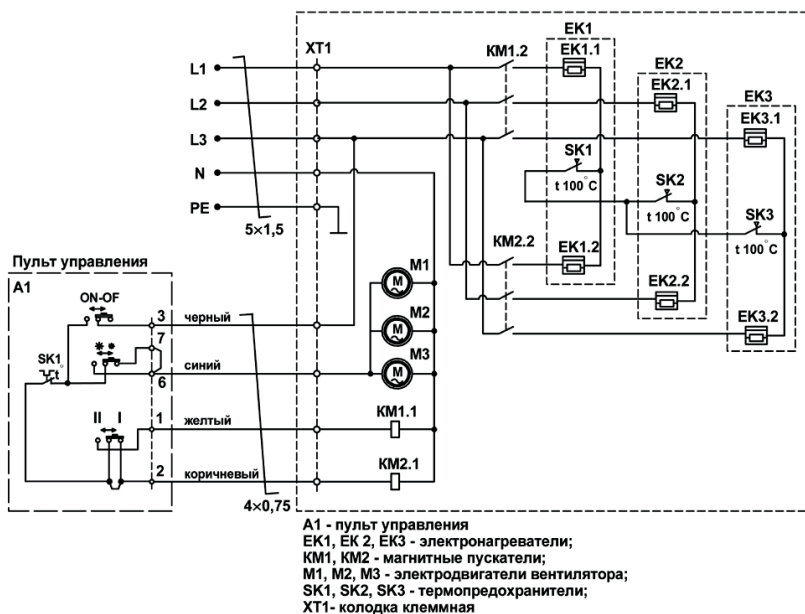 EK1
XT1
KM1.2
EK1.1
EK2
L1
EK2.1
L2
EK3
EK3.1
L3
SK1
N
t 100°C
SK2
PE
t 100°C
SK3
5×1,5
t 100°C
KM2.2
EK1.2
Пульт управления
M1
A1
M
EK2.2
ON-OF
M2
EK3.2
3
черный
M
7
M3
SK1
t°
M
синий
6
II I
1
желтый
KM1.1
2
коричневый
KM2.1
4×0,75
A1 - пульт управления
EK1, EK 2, EK3 - электронагреватели;
KM1, KM2 - магнитные пускатели;
M1, M2, M3 - электродвигатели вентилятора;
SK1, SK2, SK3 - термопредохранители;
XT1- колодка клеммная